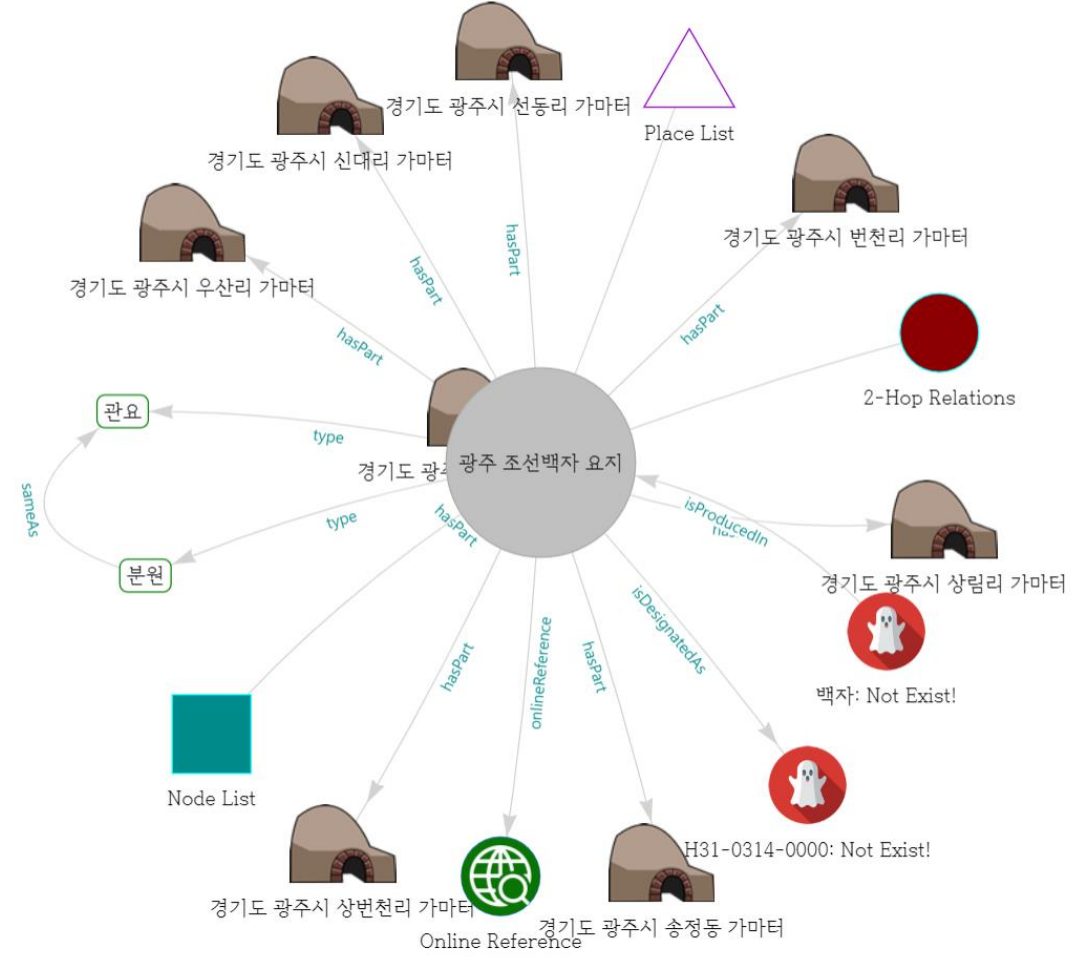 경기도 광주시 선동리 가마터
Place List
경기도 광주시 신대리 가마터
경기도 광주시 번천리 가마터
hasPart
hasPart
경기도 광주시 우산리 가마터
hasPart
hasPart
2-Hop Relations
관요
type
경기도
광주 조선백자 요지
sameAs
type
hasPart
isProducedIn
분원
경기도 광주시 상림리 가마터
isDesignatedAs
hasPart
onlineReference
hasPart
백자: Not Exist!
Node List
H31-0314-0000: Not Exist!
경기도 광주시 상번천리 가마터
경기도 광주시 송정동 가마터
Online Reference